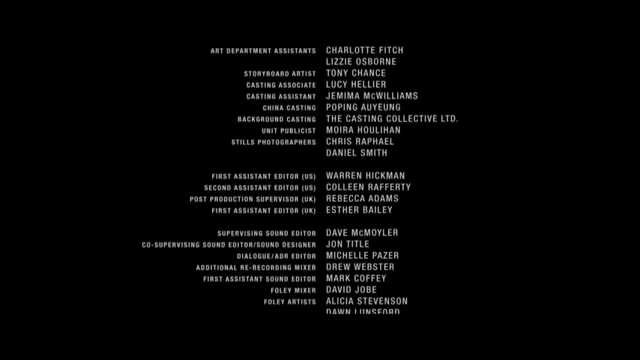 ART DEPARTMENT ASSISTANTS CHARLOTTE FITCH
LIZZIE OSBORNE
STORYBOARD ARTIST TONY CHANCE
CASTING ASSOCIATE LUCY HELLIER
CASTING ASSISTANT JEMIMA McWILLIAMS
CHINA CASTING POPING AUYEUNG
BACKGROUND CASTING THE CASTING COLLECTIVE LTD.
UNIT PUBLICIST MOIRA HOULIHAN
STILLS PHOTOGRAPHERS CHRIS RAPHAEL
DANIEL SMITH
FIRST ASSISTANT EDITOR (US) WARREN HICKMAN
SECOND ASSISTANT EDITOR (US) COLLEEN RAFFERTY
POST PRODUCTION SUPERVISOR (UK) REBECCA ADAMS
FIRST ASSISTANT EDITOR (UK) ESTHER BAILEY
SUPERVISING SOUND EDITOR DAVE McMOYLER
CO-SUPERVISING SOUND EDITOR/SOUND DESIGNER JON TITLE
DIALOGUE/ADR EDITOR MICHELLE PAZER
ADDITIONAL RE-RECORDING MIXER DREW WEBSTER
FIRST ASSISTANT SOUND EDITOR MARK COFFEY
FOLEY MIXER DAVID JOBE
FOLEY ARTISTS ALICIA STEVENSON
DAWN LUNSFORD